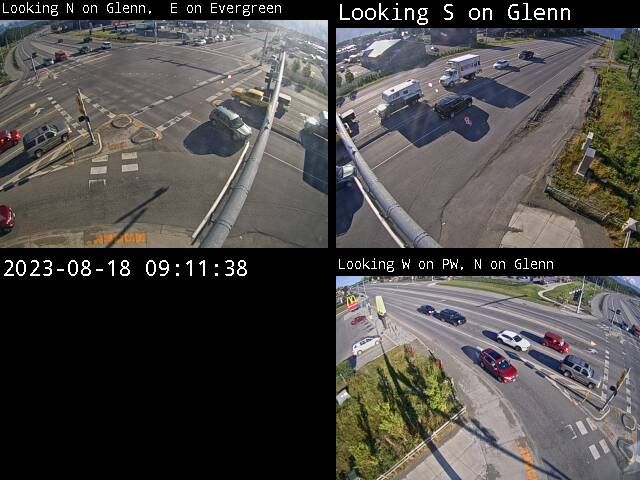 Looking N on Glenn, E on Evergreen
Looking S on Glenn
2023-08-18 09:11:38
Looking W on PW, N on Glenn